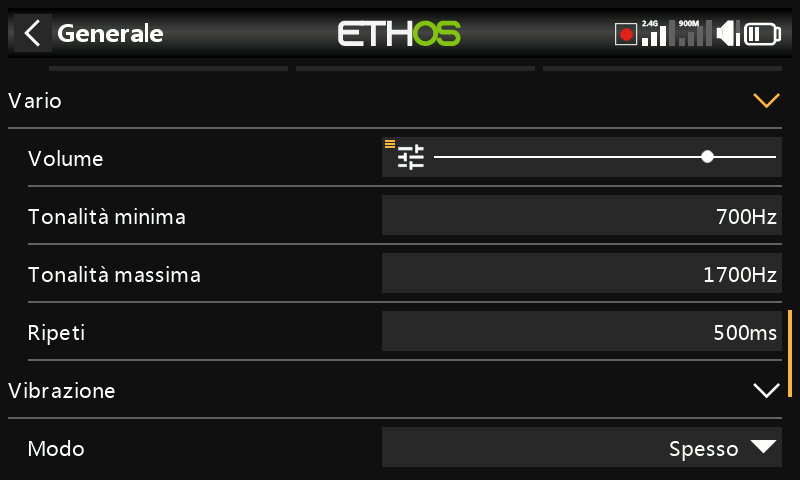 Generale
ETHOS
2.4G
900M
Vario
Volume
Tonalità minima
700Hz
Tonalità massima
1700Hz
Ripeti
500ms
Vibrazione
Modo
Spesso